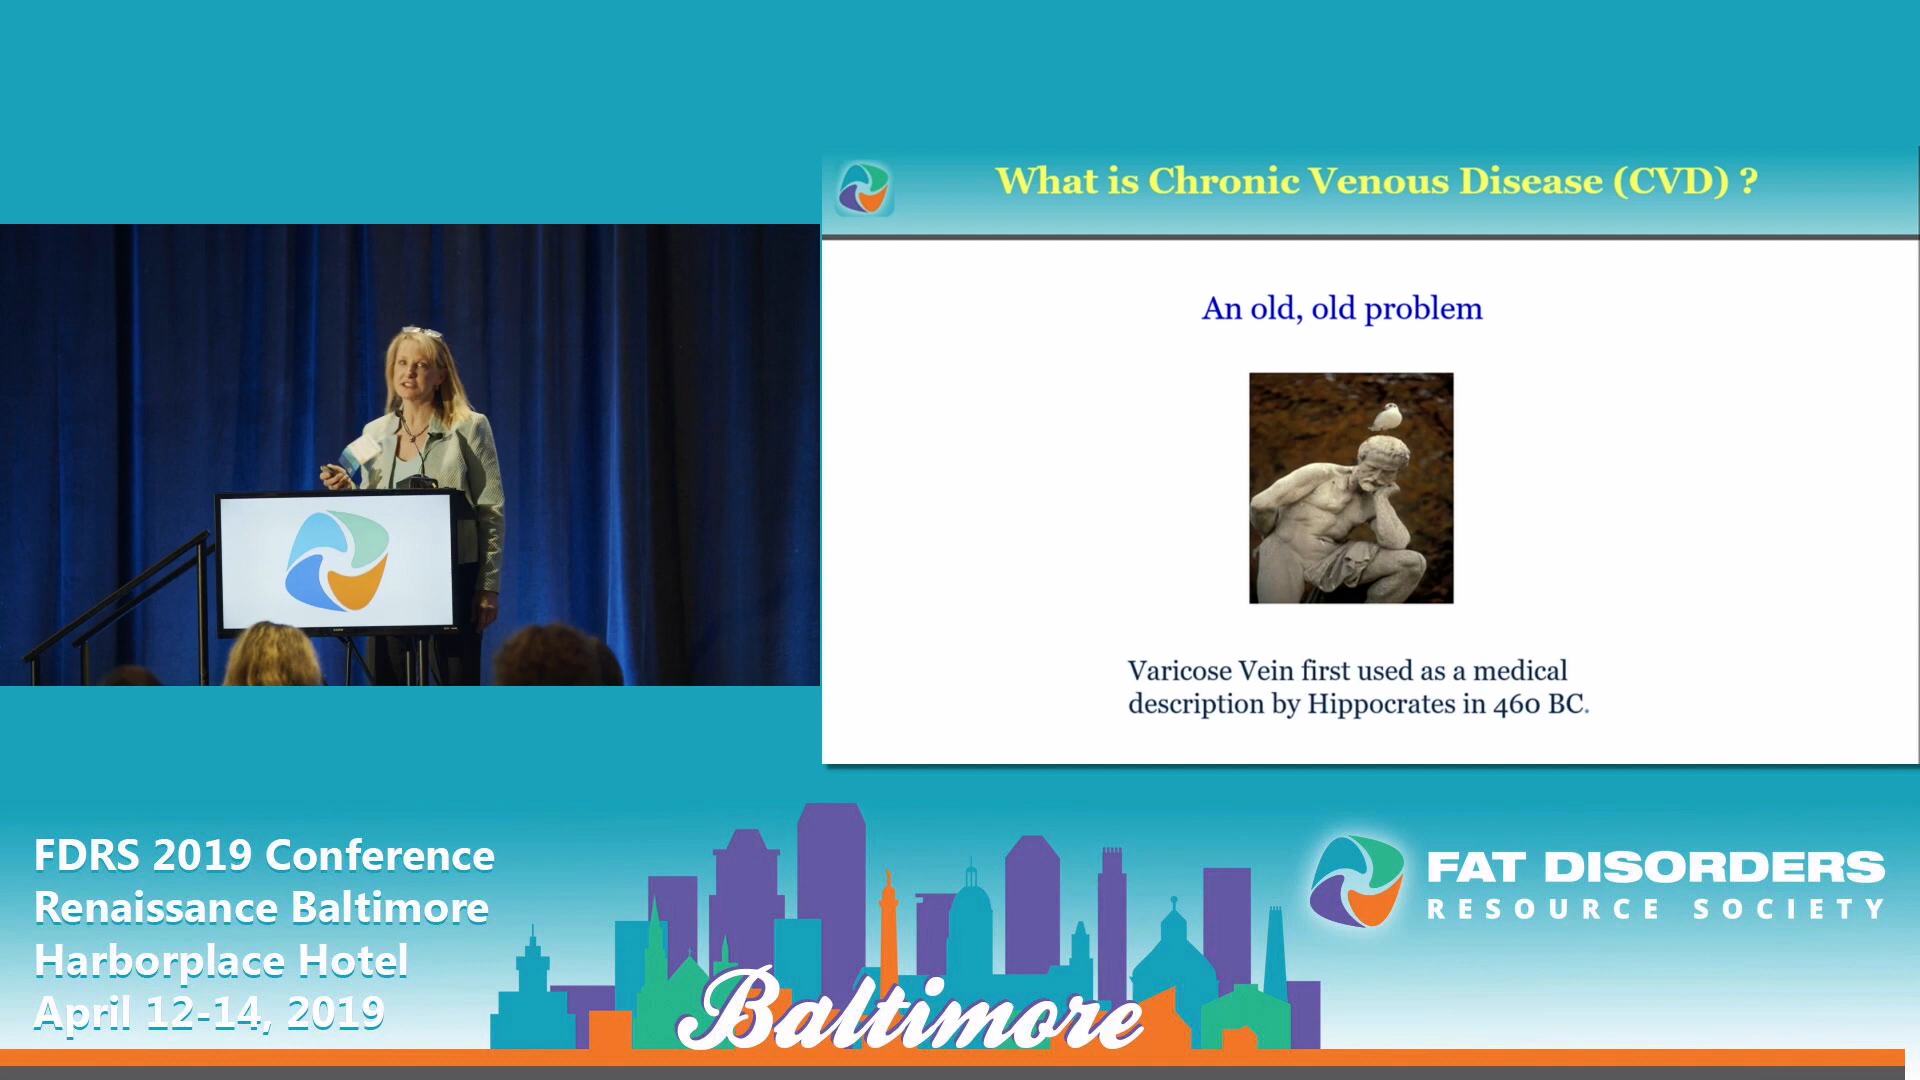 What is Chronic Venous Disease (CVD) ?
An old, old problem
Varicose Vein first used as a medical
description by Hippocrates in 460 BC.
FDRS 2019 Conference
Renaissance Baltimore
Harborplace Hotel
April 12-14, 2019
Baltimore
FAT DISORDERS
RESOURCE SOCIETY